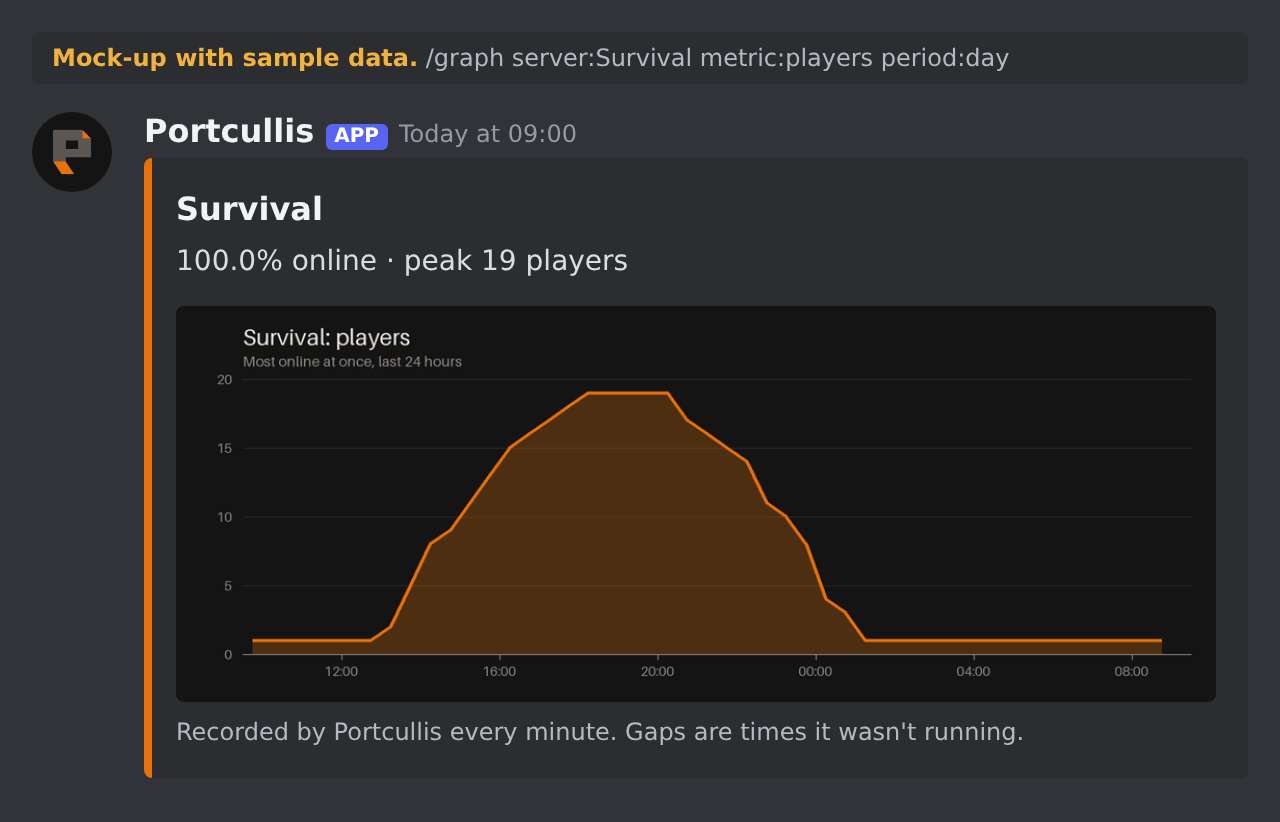 Mock-up with sample data. /graph server:Survival metric:players period:day
Portcullis APP Today at 09:00
Survival
100.0% online · peak 19 players
Survival: players
Most online at once, last 24 hours
20
15
10
5
0
12:00 16:00 20:00 00:00 04:00 08:00
Recorded by Portcullis every minute. Gaps are times it wasn't running.